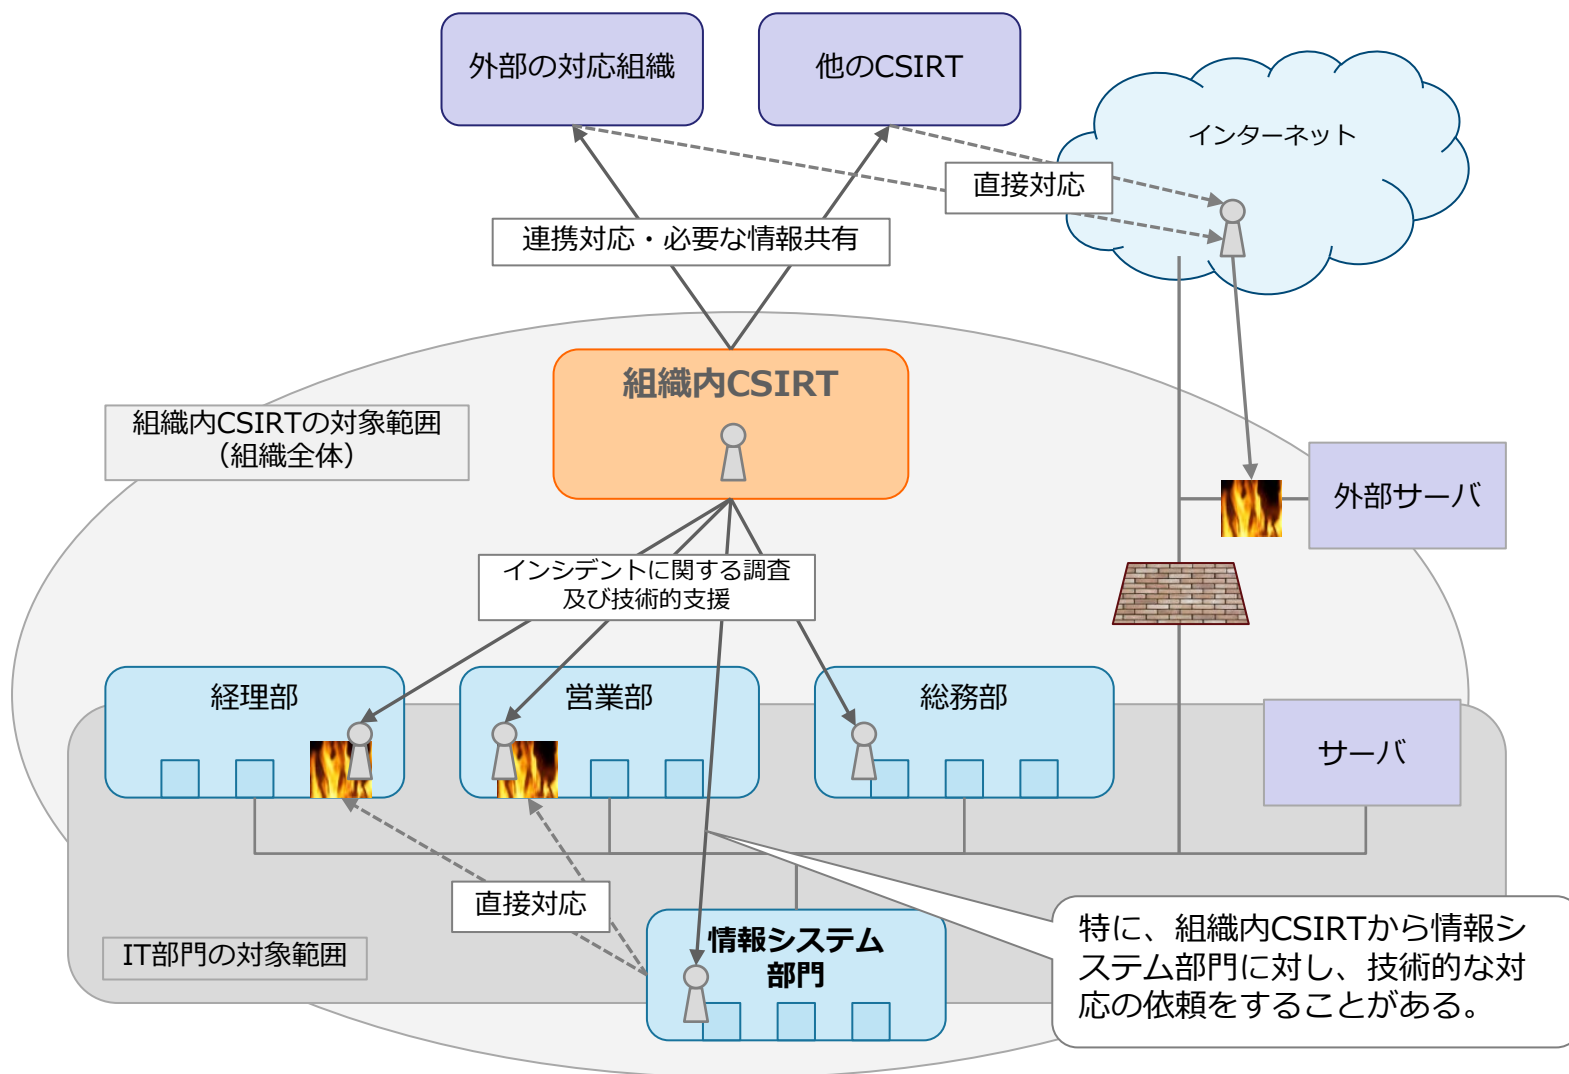 外部の対応組織
他のCSIRT
インターネット
直接対応
連携対応・必要な情報共有
組織内CSIRT
組織内CSIRTの対象範囲
（組織全体）
外部サーバ
インシデントに関する調査
及び技術的支援
経理部
営業部
総務部
サーバ
直接対応
情報システム
部門
IT部門の対象範囲
特に、組織内CSIRTから情報シ
ステム部門に対し、技術的な対
応の依頼をすることがある。